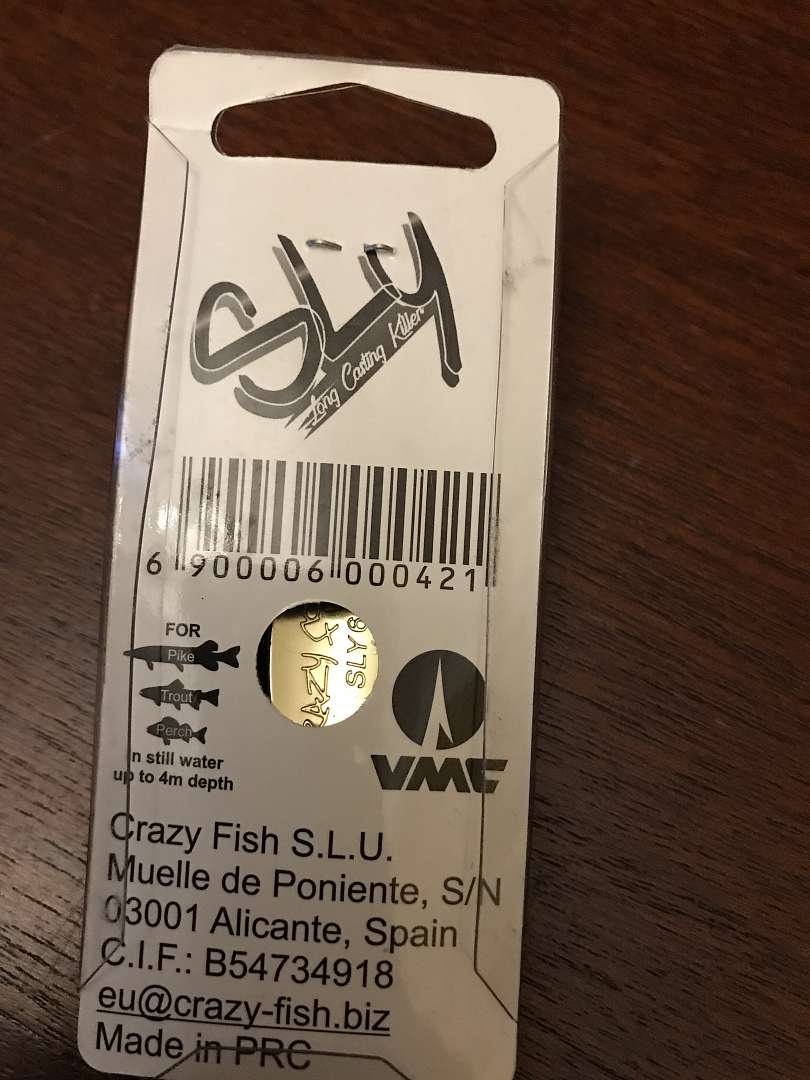 SLy
Long Casting Killer
6 900006 000421
FOR
Pike
Trout
Perch
n still water
up to 4m depth
SLY6
VMC
Crazy Fish S.L.U.
Muelle de Poniente, S/N
03001 Alicante, Spain
C.I.F.: B54734918
eu@crazy-fish.biz
Made in PRC